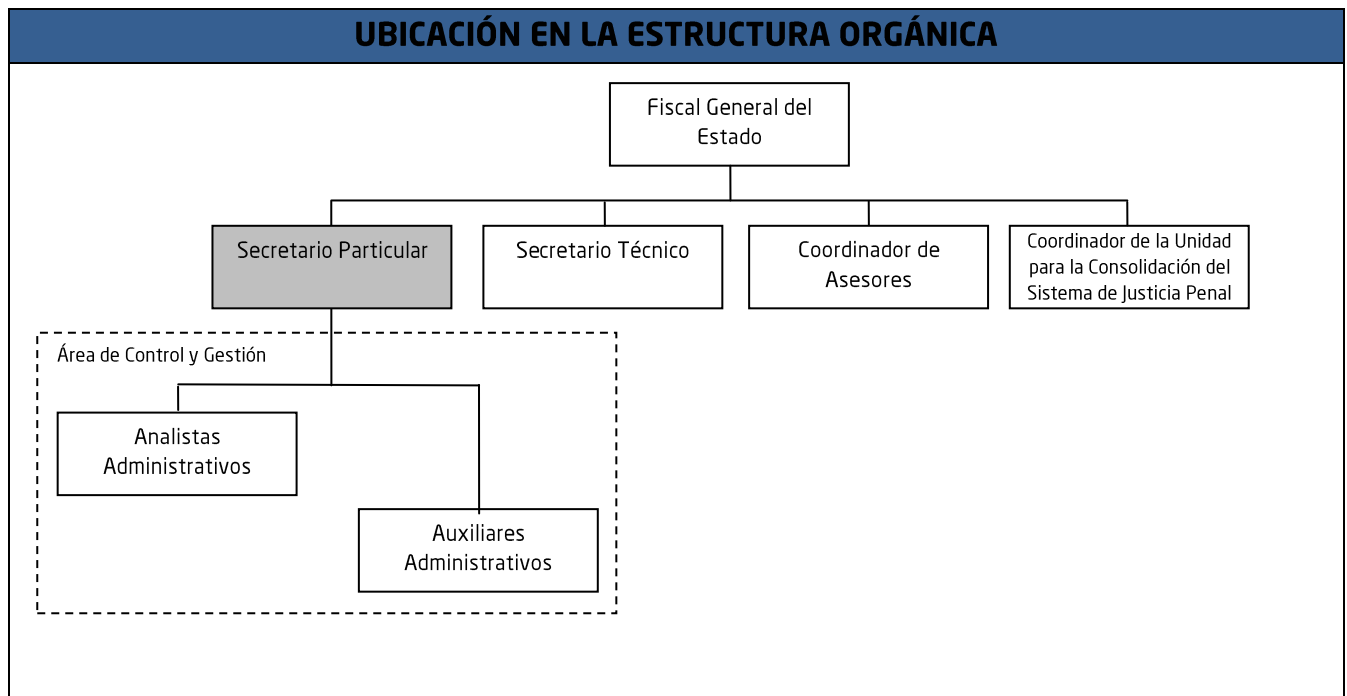 UBICACIÓN EN LA ESTRUCTURA ORGÁNICA
Fiscal General del
Estado
Secretario Particular
Secretario Técnico
Coordinador de
Asesores
Coordinador de la Unidad
para la Consolidación del
Sistema de Justicia Penal
Área de Control y Gestión
Analistas
Administrativos
Auxiliares
Administrativos